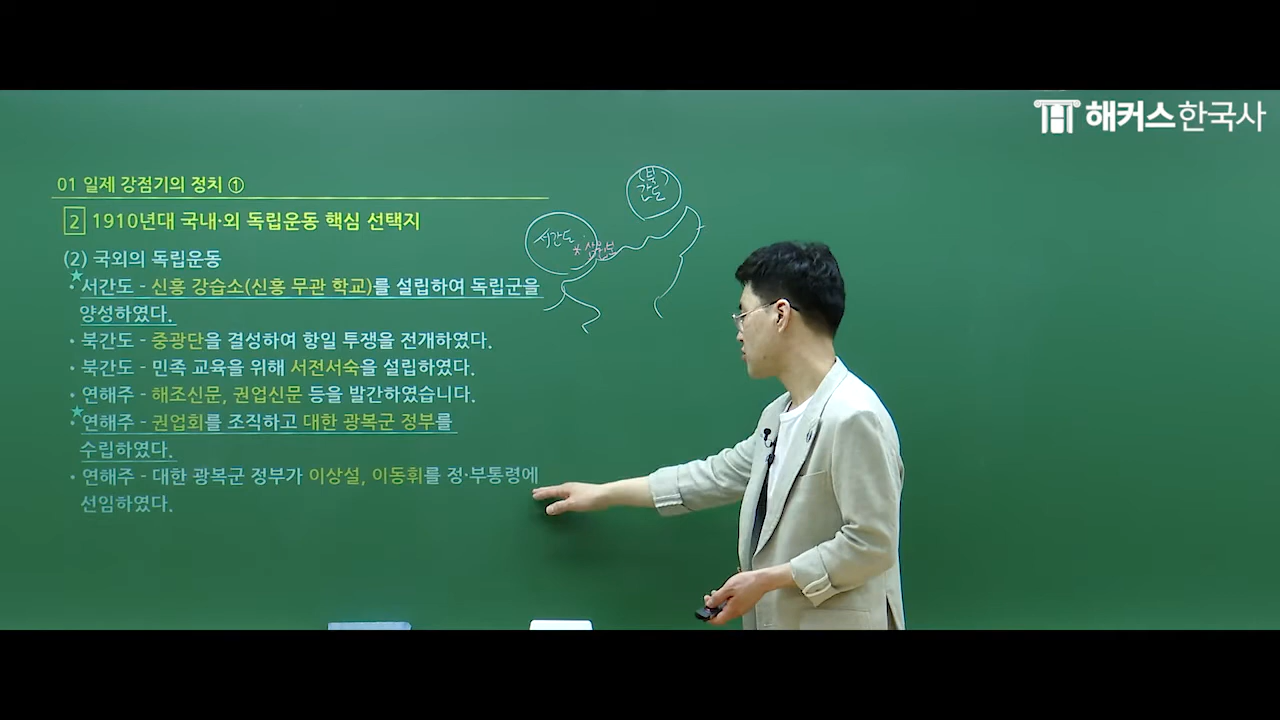 해커스한국사
01 일제 강점기의 정치 ①
2 1910년대 국내·외 독립운동 핵심 선택지
(2) 국외의 독립운동
• 서간도 - 신흥 강습소(신흥 무관 학교)를 설립하여 독립군을
양성하였다.
• 북간도 - 중광단을 결성하여 항일 투쟁을 전개하였다.
• 북간도 - 민족 교육을 위해 서전서숙을 설립하였다.
• 연해주 - 해조신문, 권업신문 등을 발간하였습니다.
• 연해주 - 권업회를 조직하고 대한 광복군 정부를
수립하였다.
• 연해주 - 대한 광복군 정부가 이상설, 이동휘를 정·부통령에
선임하였다.
(북)
간도
서간도
*삼원보